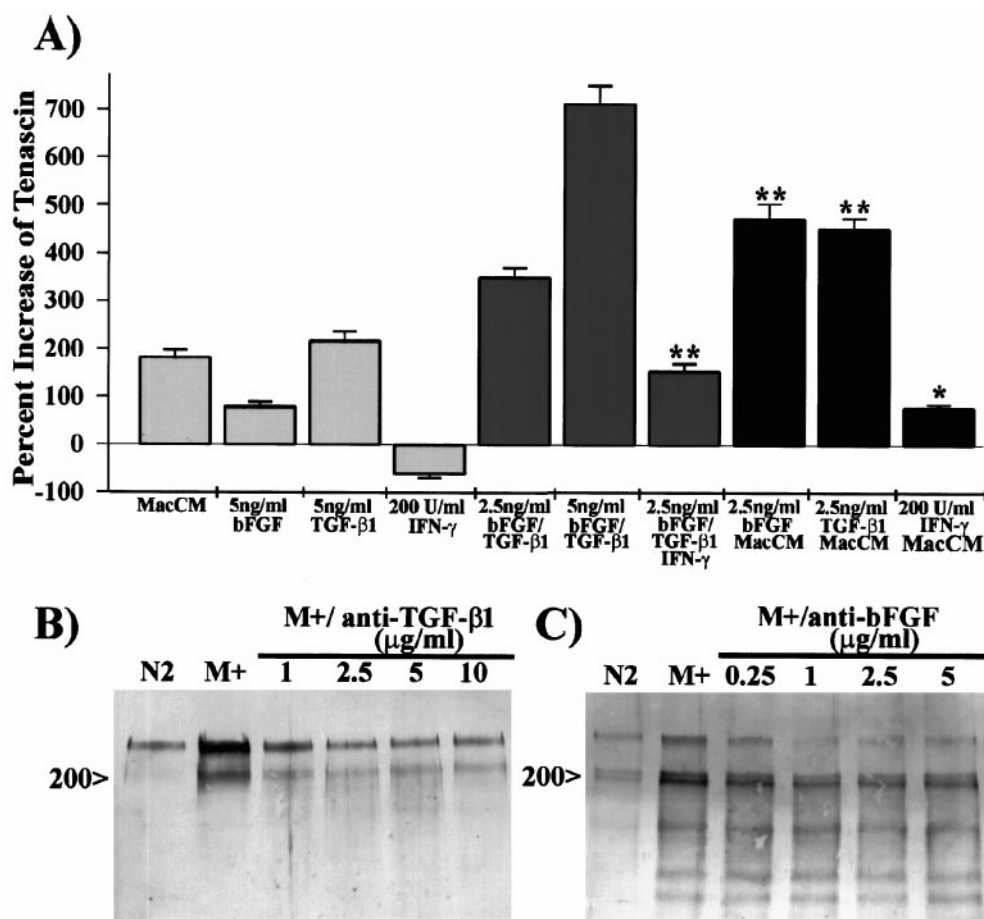 A)
Percent Increase of Tenascin
700
600
500
400
300
200
100
0
-100
** ** ** *
MacCM
5ng/ml
bFGF
5ng/ml
TGF-β1
200 U/ml
IFN-γ
2.5ng/ml
bFGF/
TGF-β1
5ng/ml
bFGF/
TGF-β1
2.5ng/ml
bFGF/
TGF-β1
IFN-γ
2.5ng/ml
bFGF
MacCM
2.5ng/ml
TGF-β1
MacCM
200 U/ml
IFN-γ
MacCM
B)
M+/ anti-TGF-β1
(μg/ml)
N2 M+ 1 2.5 5 10
200>
C)
M+/anti-bFGF
(μg/ml)
N2 M+ 0.25 1 2.5 5
200>